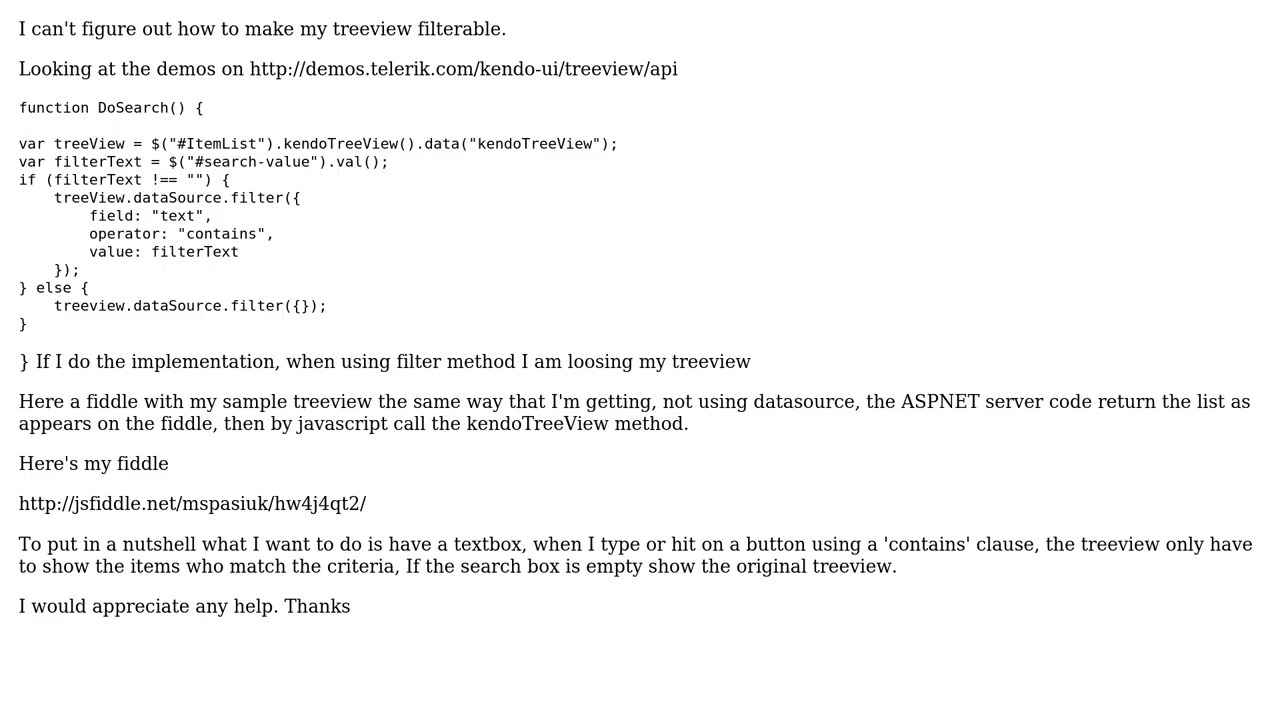 I can't figure out how to make my treeview filterable.
Looking at the demos on http://demos.telerik.com/kendo-ui/treeview/api
function DoSearch() {
var treeView = $("#ItemList").kendoTreeView().data("kendoTreeView");
var filterText = $("#search-value").val();
if (filterText !== "") {
    treeView.dataSource.filter({
        field: "text",
        operator: "contains",
        value: filterText
    });
} else {
    treeview.dataSource.filter({});
}
} If I do the implementation, when using filter method I am loosing my treeview
Here a fiddle with my sample treeview the same way that I'm getting, not using datasource, the ASPNET server code return the list as
appears on the fiddle, then by javascript call the kendoTreeView method.
Here's my fiddle
http://jsfiddle.net/mspasiuk/hw4j4qt2/
To put in a nutshell what I want to do is have a textbox, when I type or hit on a button using a 'contains' clause, the treeview only have
to show the items who match the criteria, If the search box is empty show the original treeview.
I would appreciate any help. Thanks